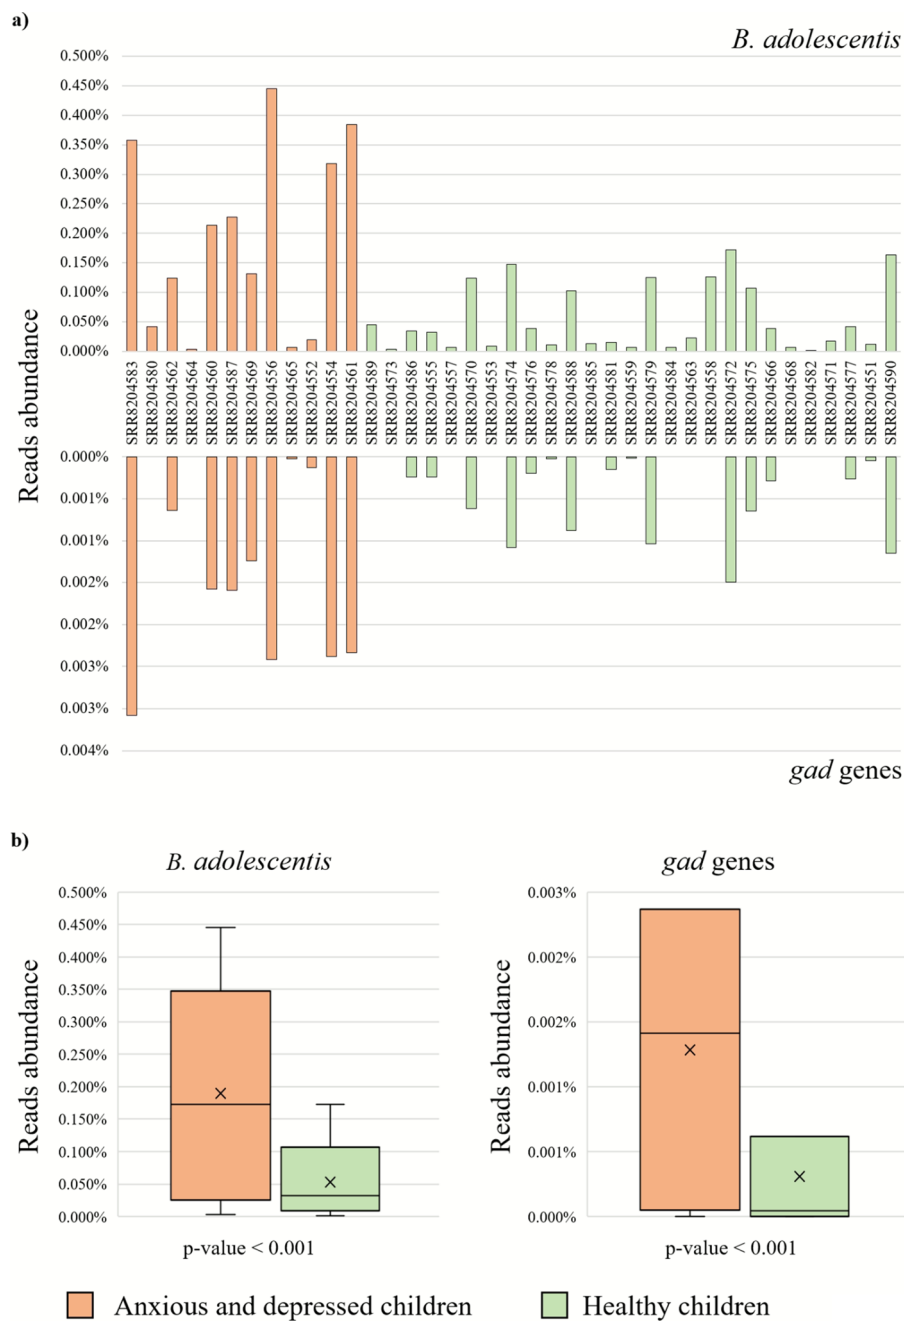 a)
B. adolescentis
Reads abundance
0.500%
0.450%
0.400%
0.350%
0.300%
0.250%
0.200%
0.150%
0.100%
0.050%
0.000%
SRR8204583
SRR8204580
SRR8204562
SRR8204564
SRR8204560
SRR8204587
SRR8204569
SRR8204556
SRR8204565
SRR8204552
SRR8204554
SRR8204561
SRR8204589
SRR8204573
SRR8204586
SRR8204555
SRR8204557
SRR8204570
SRR8204553
SRR8204574
SRR8204576
SRR8204578
SRR8204588
SRR8204585
SRR8204581
SRR8204559
SRR8204579
SRR8204584
SRR8204563
SRR8204558
SRR8204572
SRR8204575
SRR8204566
SRR8204568
SRR8204582
SRR8204571
SRR8204577
SRR8204551
SRR8204590
0.000%
0.001%
0.001%
0.002%
0.002%
0.003%
0.003%
0.004%
gad genes
b)
B. adolescentis
Reads abundance
0.500%
0.450%
0.400%
0.350%
0.300%
0.250%
0.200%
0.150%
0.100%
0.050%
0.000%
p-value < 0.001
gad genes
Reads abundance
0.003%
0.002%
0.002%
0.001%
0.001%
0.000%
p-value < 0.001
Anxious and depressed children
Healthy children